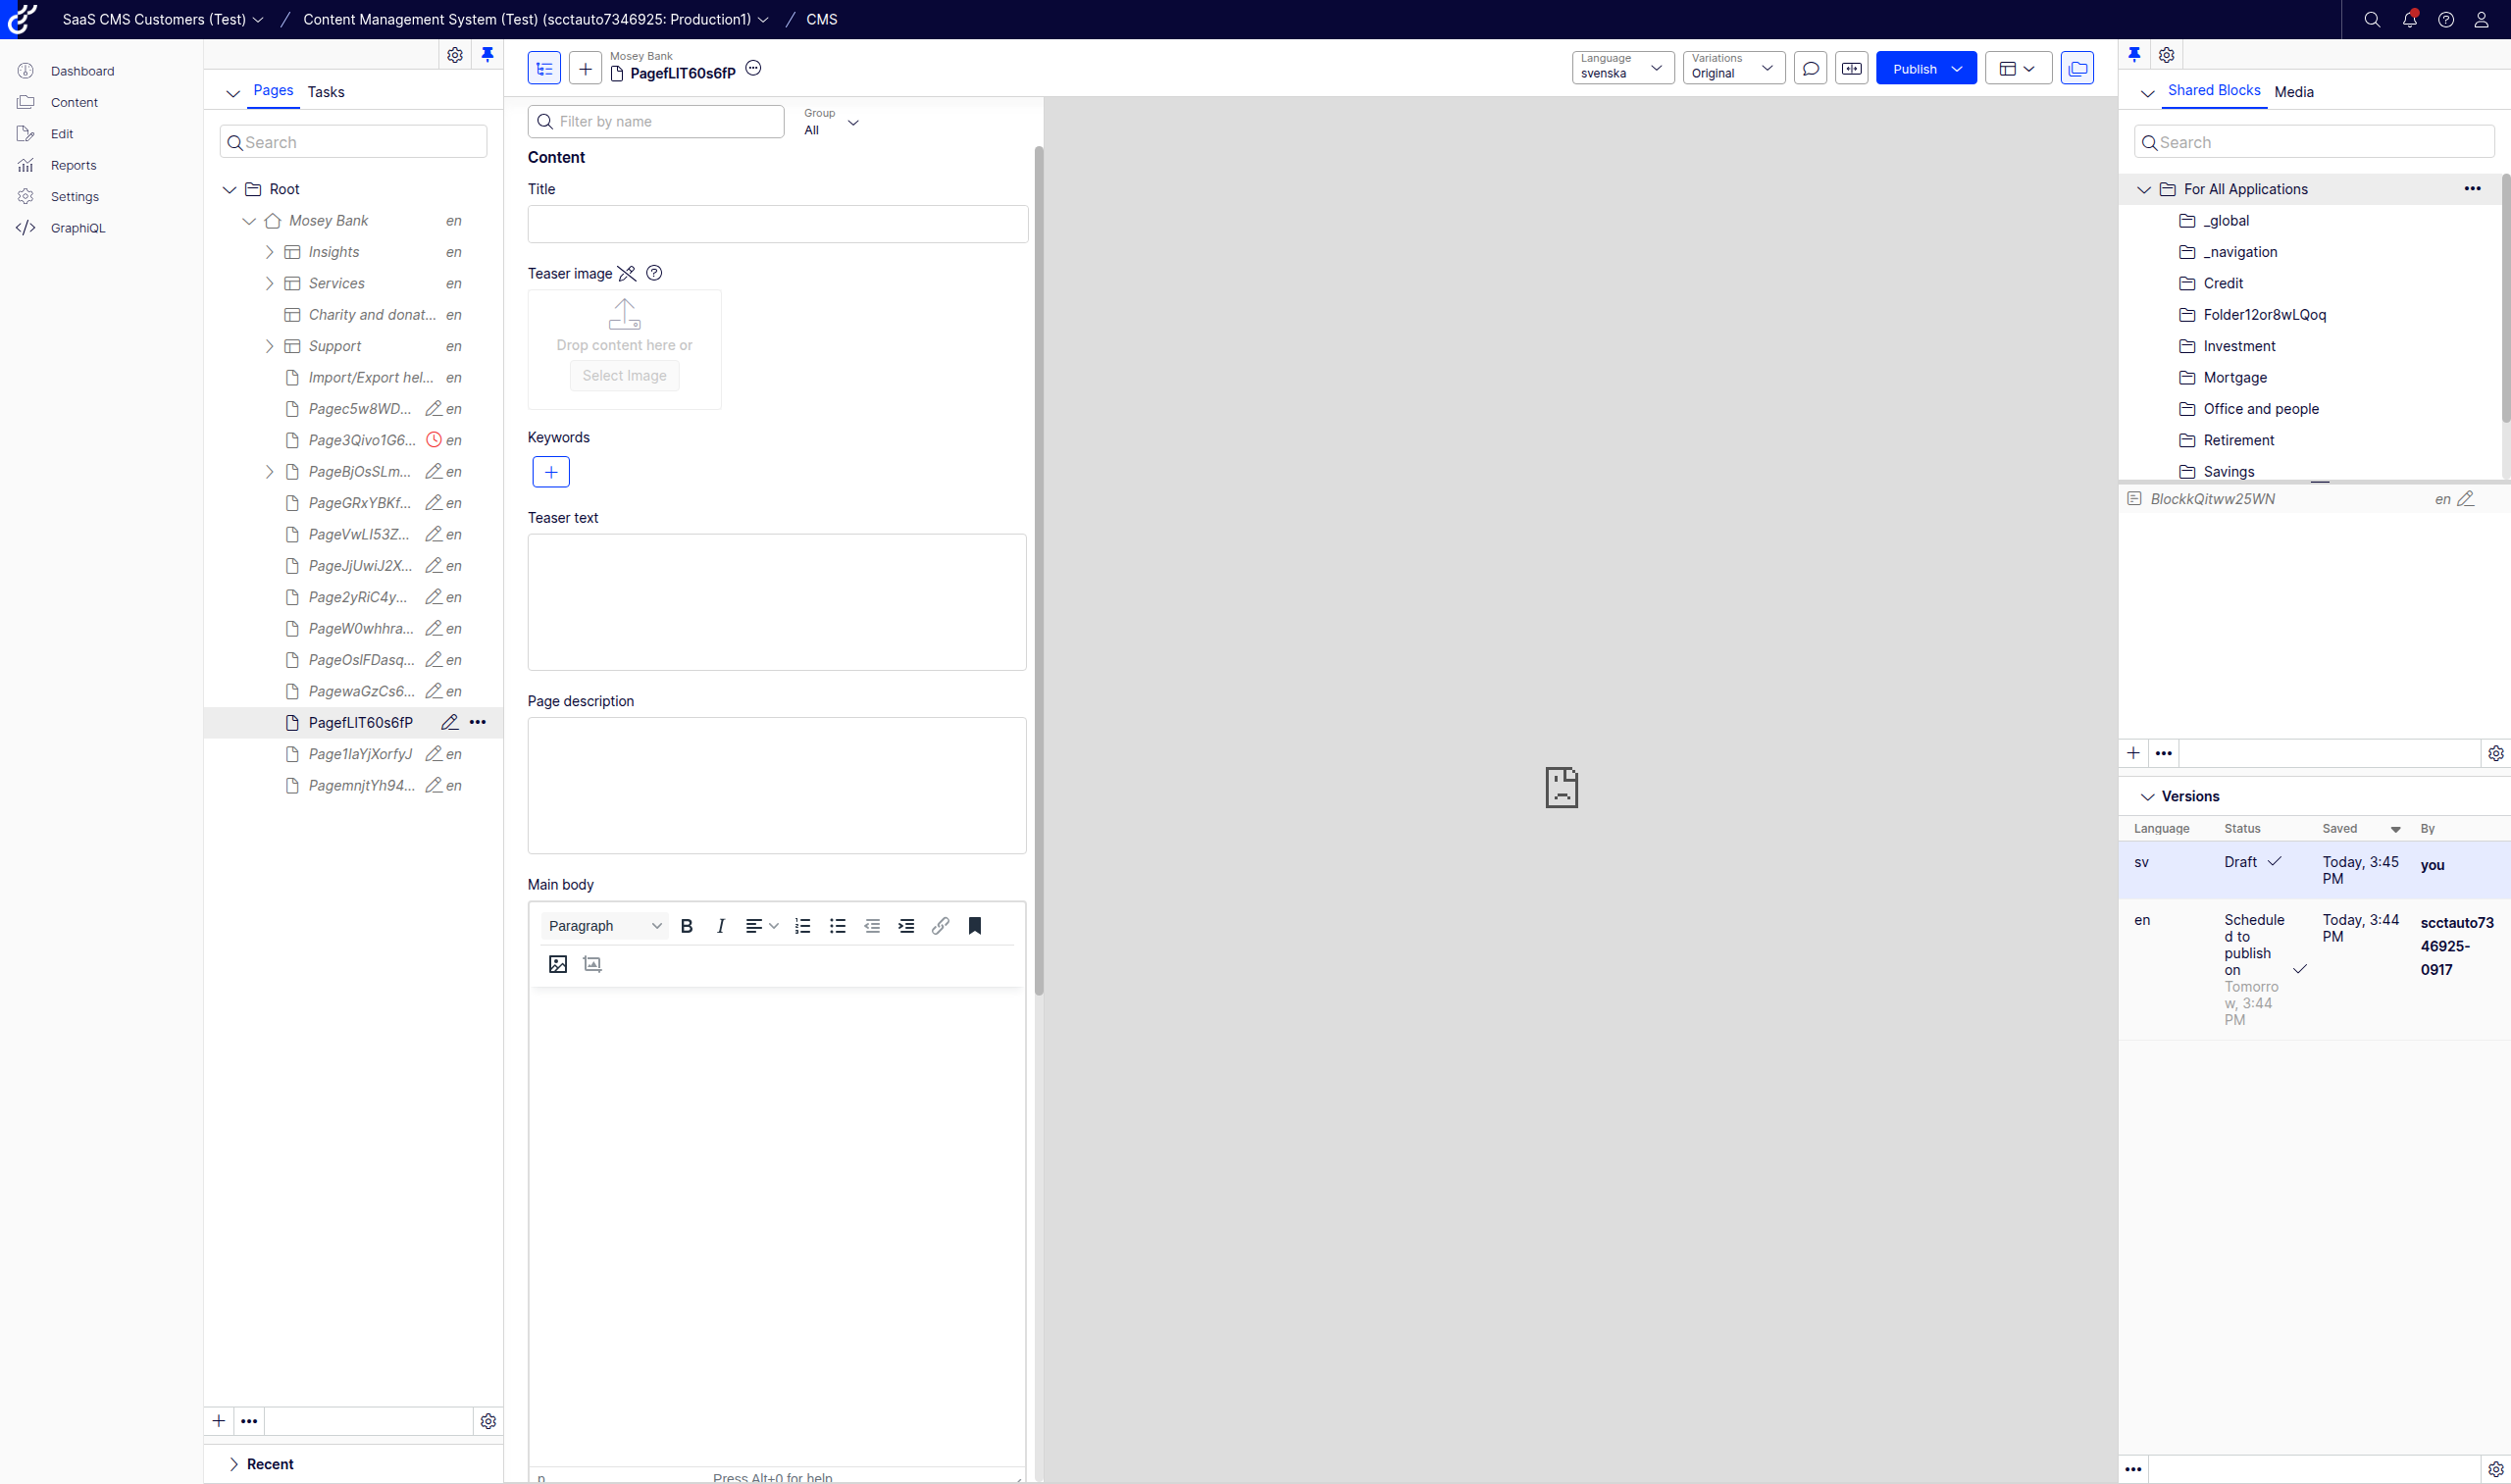 SaaS CMS Customers (Test) / Content Management System (Test) (scctauto7346925: Production1) / CMS
Dashboard
Content
Edit
Reports
Settings
GraphiQL
Pages Tasks
Search
Root
Mosey Bank en
Insights en
Services en
Charity and donat... en
Support en
Import/Export hel... en
Pagec5w8WD... en
Page3Qivo1G6... en
PageBjOsSLm... en
PageGRxYBKf... en
PageVwLI53Z... en
PageJjUwiJ2X... en
Page2yRiC4y... en
PageW0whhra... en
PageOslFDasq... en
PagewaGzCs6... en
PagefLIT60s6fP
Page1IaYjXorfyJ en
PagemnjtYh94... en
Recent
Mosey Bank
PagefLIT60s6fP
Language
svenska
Variations
Original
Publish
Filter by name
Group
All
Content
Title
Teaser image
Drop content here or
Select Image
Keywords
Teaser text
Page description
Main body
Paragraph
p
Press Alt+0 for help
Shared Blocks Media
Search
For All Applications
_global
_navigation
Credit
Folder12or8wLQoq
Investment
Mortgage
Office and people
Retirement
Savings
BlockkQitww25WN en
Versions
Language Status Saved By
sv Draft Today, 3:45
PM
you
en Schedule
d to
publish
on
Tomorro
w, 3:44
PM
Today, 3:44
PM
scctauto73
46925-
0917